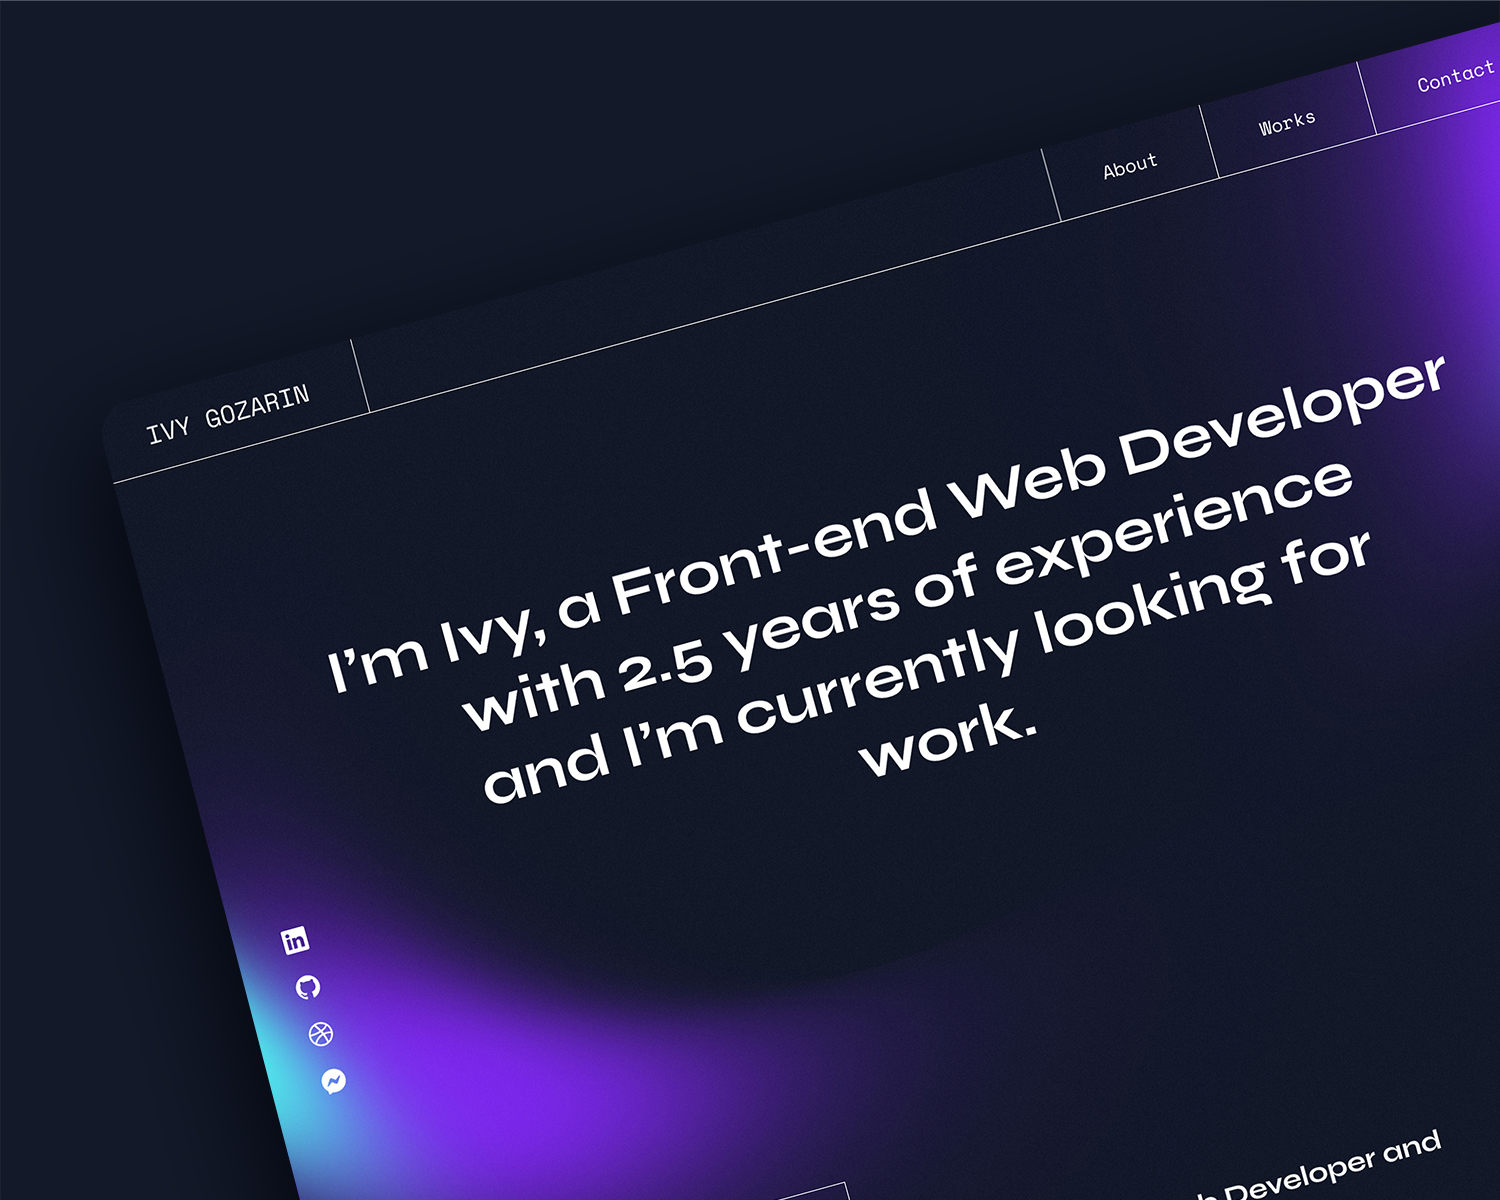 IVY GOZARIN
About
Works
Contact
I'm Ivy, a Front-end Web Developer
with 2.5 years of experience
and I'm currently looking for
work.
in
Developer and